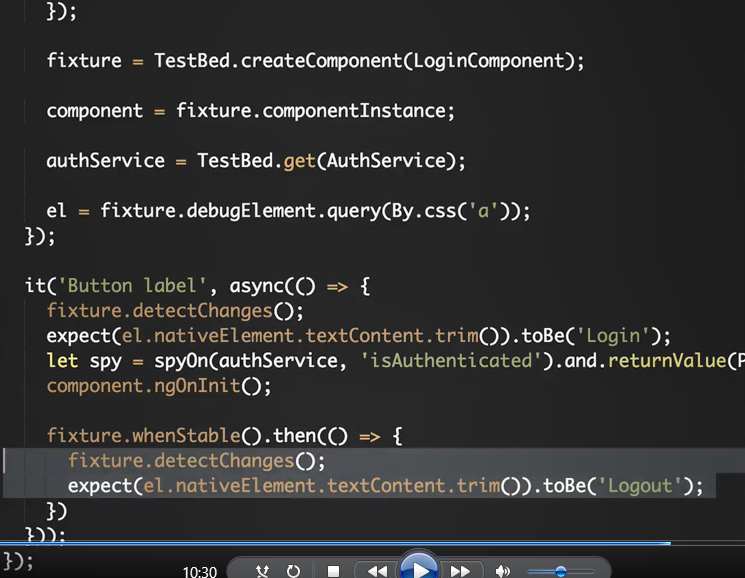 });
fixture = TestBed.createComponent(LoginComponent);
component = fixture.componentInstance;
authService = TestBed.get(AuthService);
el = fixture.debugElement.query(By.css('a'));
});
it('Button label', async(() => {
fixture.detectChanges();
expect(el.nativeElement.textContent.trim()).toBe('Login');
let spy = spyOn(authService, 'isAuthenticated').and.returnValue(P
component.ngOnInit();
fixture.whenStable().then(() => {
fixture.detectChanges();
expect(el.nativeElement.textContent.trim()).toBe('Logout');
})
}));
});
10:30